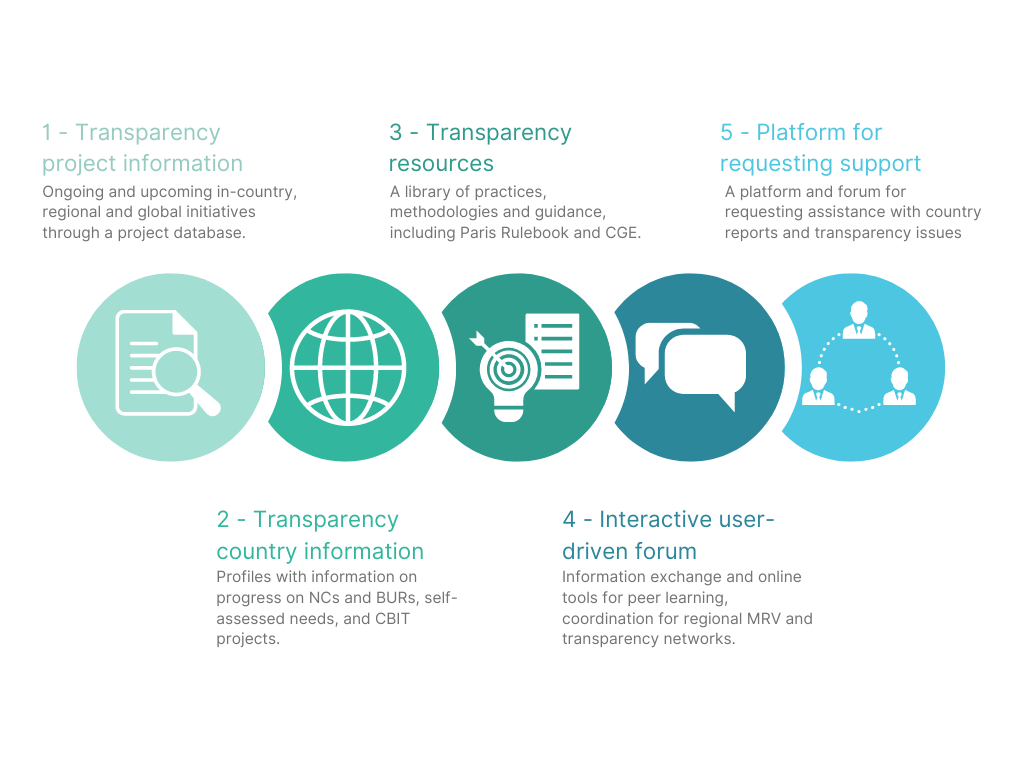 1 - Transparency
project information
Ongoing and upcoming in-country,
regional and global initiatives
through a project database.
3 - Transparency
resources
A library of practices,
methodologies and guidance,
including Paris Rulebook and CGE.
5 - Platform for
requesting support
A platform and forum for
requesting assistance with country
reports and transparency issues
2 - Transparency
country information
Profiles with information on
progress on NCs and BURs, self-
assessed needs, and CBIT
projects.
4 - Interactive user-
driven forum
Information exchange and online
tools for peer learning,
coordination for regional MRV and
transparency networks.